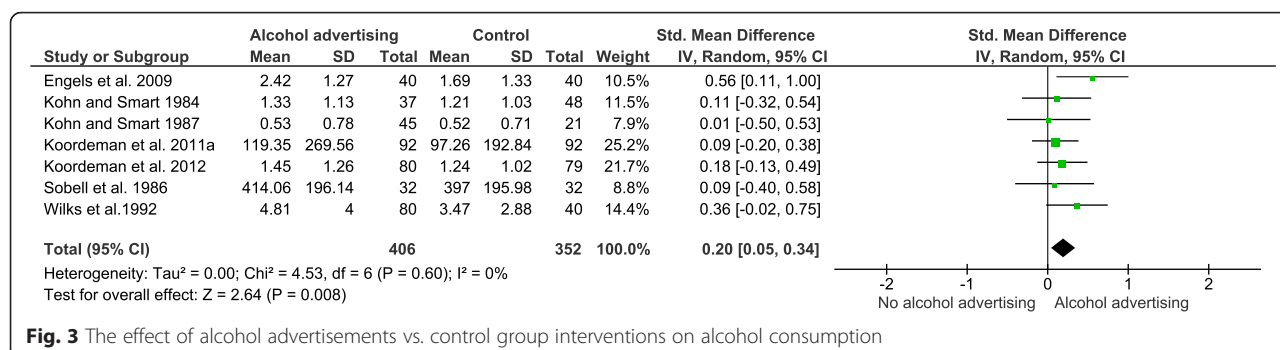 Alcohol advertising Control Std. Mean Difference Std. Mean Difference
Study or Subgroup Mean SD Total Mean SD Total Weight IV, Random, 95% CI IV, Random, 95% CI
Engels et al. 2009 2.42 1.27 40 1.69 1.33 40 10.5% 0.56 [0.11, 1.00]
Kohn and Smart 1984 1.33 1.13 37 1.21 1.03 48 11.5% 0.11 [-0.32, 0.54]
Kohn and Smart 1987 0.53 0.78 45 0.52 0.71 21 7.9% 0.01 [-0.50, 0.53]
Koordeman et al. 2011a 119.35 269.56 92 97.26 192.84 92 25.2% 0.09 [-0.20, 0.38]
Koordeman et al. 2012 1.45 1.26 80 1.24 1.02 79 21.7% 0.18 [-0.13, 0.49]
Sobell et al. 1986 414.06 196.14 32 397 195.98 32 8.8% 0.09 [-0.40, 0.58]
Wilks et al.1992 4.81 4 80 3.47 2.88 40 14.4% 0.36 [-0.02, 0.75]
Total (95% CI) 406 352 100.0% 0.20 [0.05, 0.34]
Heterogeneity: Tau² = 0.00; Chi² = 4.53, df = 6 (P = 0.60); I² = 0%
Test for overall effect: Z = 2.64 (P = 0.008)
-2 -1 0 1 2
No alcohol advertising Alcohol advertising
Fig. 3 The effect of alcohol advertisements vs. control group interventions on alcohol consumption